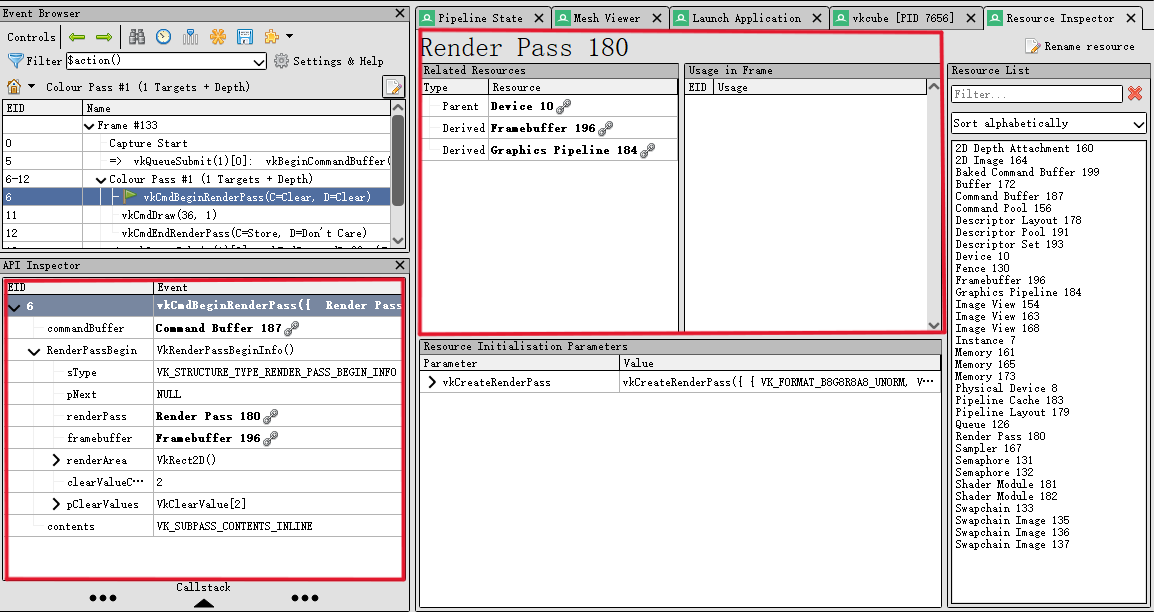 Event Browser
Controls
Filter $action() Settings & Help
Colour Pass #1 (1 Targets + Depth)
EID Name
Frame #133
0 Capture Start
5 => vkQueueSubmit(1)[0]: vkBeginCommandBuffer(
6-12 Colour Pass #1 (1 Targets + Depth)
6 vkCmdBeginRenderPass(C=Clear, D=Clear)
11 vkCmdDraw(36, 1)
12 vkCmdEndRenderPass(C=Store, D=Don't Care)
API Inspector
EID Event
6 vkCmdBeginRenderPass({ Render Pass
commandBuffer Command Buffer 187
RenderPassBegin VkRenderPassBeginInfo()
sType VK_STRUCTURE_TYPE_RENDER_PASS_BEGIN_INFO
pNext NULL
renderPass Render Pass 180
framebuffer Framebuffer 196
renderArea VkRect2D()
clearValueC··· 2
pClearValues VkClearValue[2]
contents VK_SUBPASS_CONTENTS_INLINE
Callstack
Pipeline State Mesh Viewer Launch Application vkcube [PID 7656] Resource Inspector
Render Pass 180
Rename resource
Related Resources
Type Resource
Parent Device 10
Derived Framebuffer 196
Derived Graphics Pipeline 184
Usage in Frame
EID Usage
Resource Initialisation Parameters
Parameter Value
vkCreateRenderPass vkCreateRenderPass({ { VK_FORMAT_B8G8R8A8_UNORM, V···
Resource List
Filter...
Sort alphabetically
2D Depth Attachment 160
2D Image 164
Baked Command Buffer 199
Buffer 172
Command Buffer 187
Command Pool 156
Descriptor Layout 178
Descriptor Pool 191
Descriptor Set 193
Device 10
Fence 130
Framebuffer 196
Graphics Pipeline 184
Image View 154
Image View 163
Image View 168
Instance 7
Memory 161
Memory 165
Memory 173
Physical Device 8
Pipeline Cache 183
Pipeline Layout 179
Queue 126
Render Pass 180
Sampler 167
Semaphore 131
Semaphore 132
Shader Module 181
Shader Module 182
Swapchain 133
Swapchain Image 135
Swapchain Image 136
Swapchain Image 137